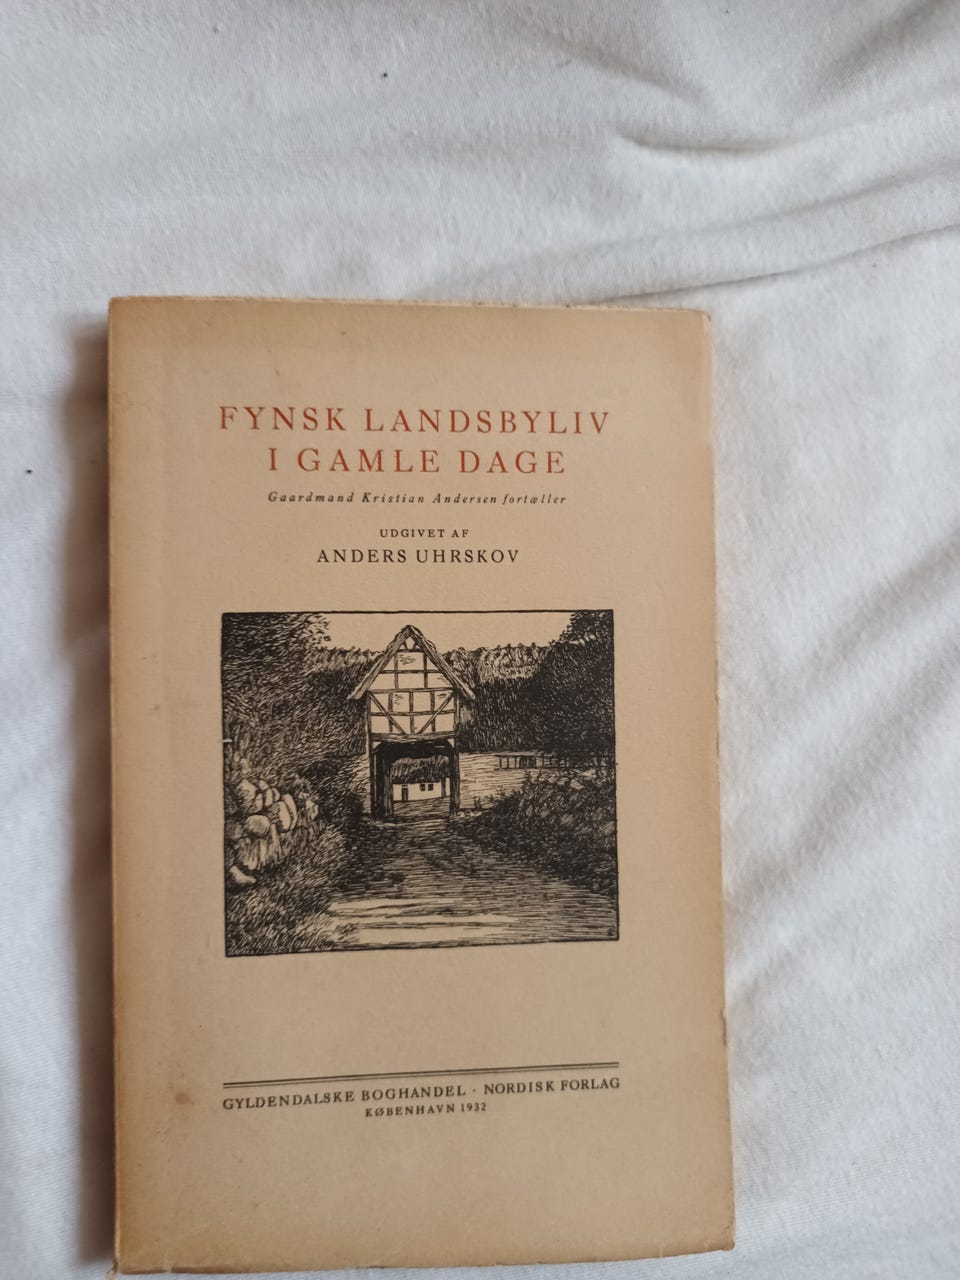 FYNSK LANDSBYLIV
I GAMLE DAGE
Gaardmand Kristian Andersen fortæller
UDGIVET AF
ANDERS UHRSKOV
GYLDENDALSKE BOGHANDEL · NORDISK FORLAG
KØBENHAVN 1932